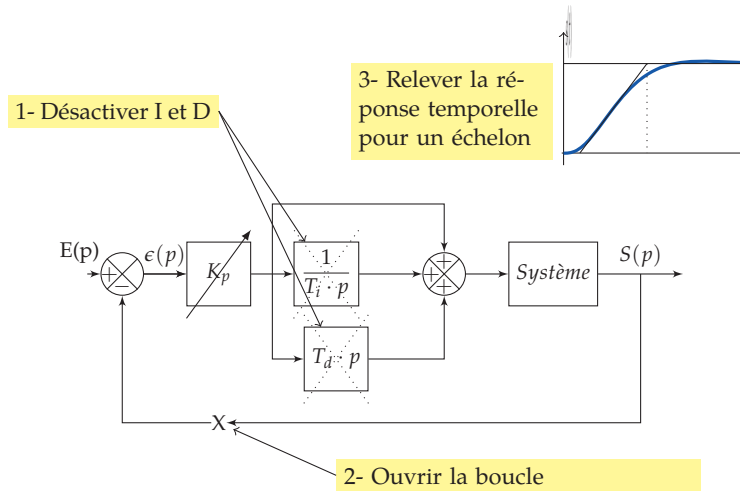 3- Relever la ré-
ponse temporelle
pour un échelon
1- Désactiver I et D
E(p)
ϵ(p)
K_p
1
T_i · p
T_d · p
+
+
+
+
−
Système
S(p)
X
2- Ouvrir la boucle